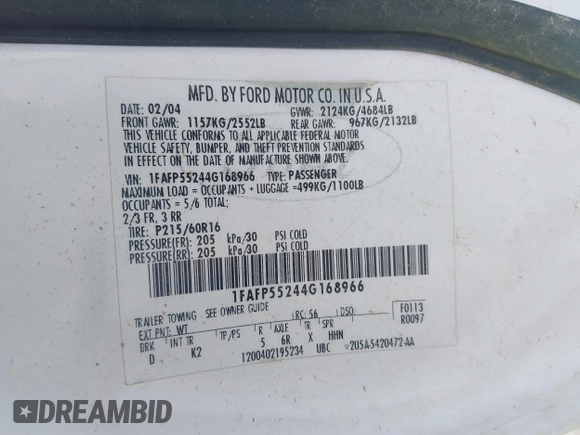 MFD. BY FORD MOTOR CO. IN U.S.A.
DATE: 02/04 GVWR: 2124KG/4684LB
FRONT GAWR: 1157KG/2552LB REAR GAWR: 967KG/2132LB
THIS VEHICLE CONFORMS TO ALL APPLICABLE FEDERAL MOTOR
VEHICLE SAFETY, BUMPER, AND THEFT PREVENTION STANDARDS
IN EFFECT ON THE DATE OF MANUFACTURE SHOWN ABOVE.
VIN: 1FAFP55244G168966 TYPE: PASSENGER
MAXIMUM LOAD = OCCUPANTS + LUGGAGE =499KG/1100LB
OCCUPANTS = 5/6 TOTAL;
2/3 FR, 3 RR
TIRE: P215/60R16
PRESSURE(FR) 205 kPa/30 PSI COLD
PRESSURE(RR) 205 kPa/30 PSI COLD
1FAFP55244G168966
TRAILER TOWING - SEE OWNER GUIDE
EXT PNT: WT RC: 56 DSO: F0113
BRK INT TR TP/PS R AXLE TR SPR R0097
D K2 5 6R X HHN
1200402195234 UBC 2U5A-5420472-AA
DREAMBID